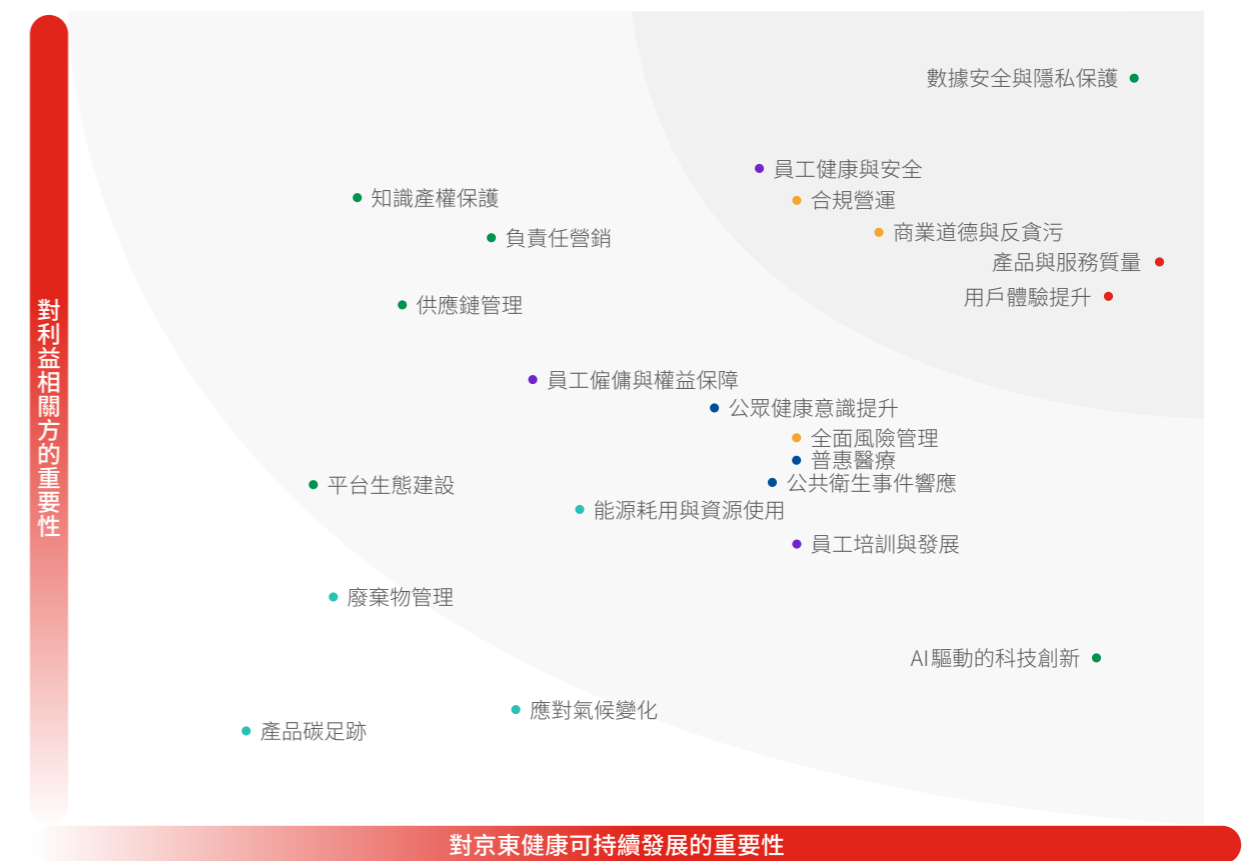 對利益相關方的重要性
數據安全與隱私保護
員工健康與安全
知識產權保護
合規營運
商業道德與反貪污
負責任營銷
產品與服務質量
用戶體驗提升
供應鏈管理
員工僱傭與權益保障
公眾健康意識提升
全面風險管理
普惠醫療
公共衛生事件響應
平台生態建設
能源耗用與資源使用
員工培訓與發展
廢棄物管理
AI驅動的科技創新
應對氣候變化
產品碳足跡
對京東健康可持續發展的重要性